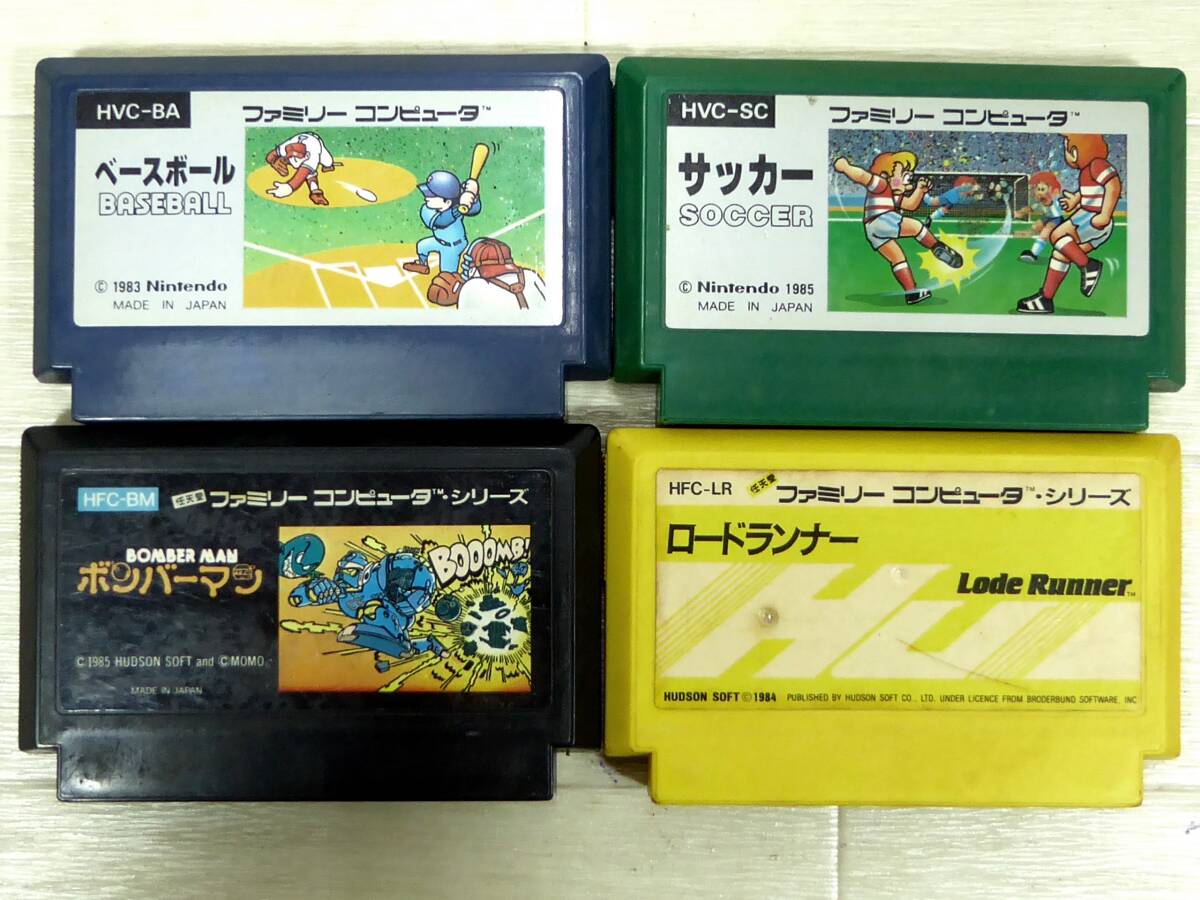 HVC-BA
ファミリー コンピュータ™
ベースボール
BASEBALL
© 1983 Nintendo
MADE IN JAPAN
HVC-SC
ファミリー コンピュータ™
サッカー
SOCCER
© Nintendo 1985
MADE IN JAPAN
HFC-BM
任天堂 ファミリー コンピュータ™・シリーズ
BOMBER MAN
ボンバーマン
BOOOMB!
© 1985 HUDSON SOFT and © MOMO
MADE IN JAPAN
HFC-LR
任天堂 ファミリー コンピュータ™・シリーズ
ロードランナー
HU
Lode Runner™
HUDSON SOFT © 1984 PUBLISHED BY HUDSON SOFT CO., LTD. UNDER LICENCE FROM BRODERBUND SOFTWARE, INC